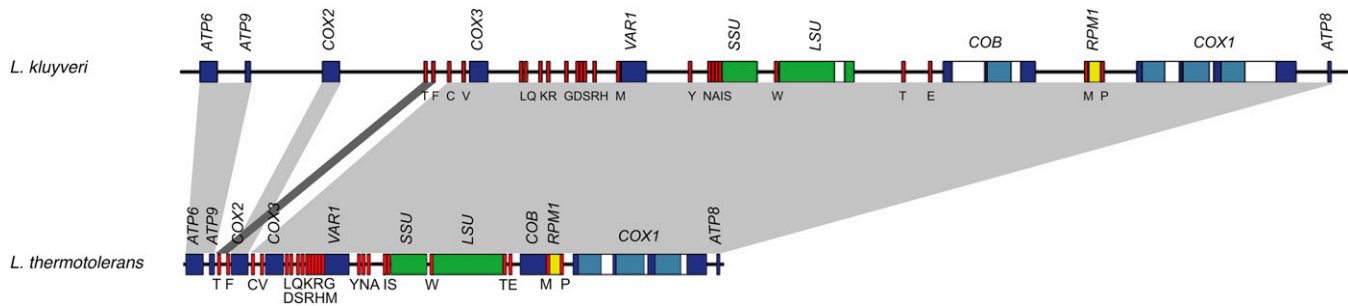 ATP6 ATP9 COX2 COX3 VAR1 SSU LSU COB RPM1 COX1 ATP8
L. kluyveri
T F C V LQ KR GDSRH M Y NAIS W T E M P
ATP6 ATP9 COX2 COX3 VAR1 SSU LSU COB RPM1 COX1 ATP8
L. thermotolerans
T F CV LQKRG YNA IS W TE M P
DSRHM